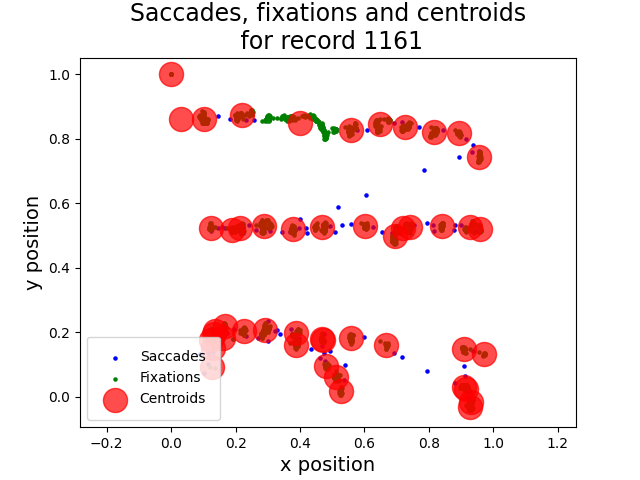 Saccades, fixations and centroids
for record 1161
y position
1.0
0.8
0.6
0.4
0.2
0.0
Saccades
Fixations
Centroids
−0.2 0.0 0.2 0.4 0.6 0.8 1.0 1.2
x position